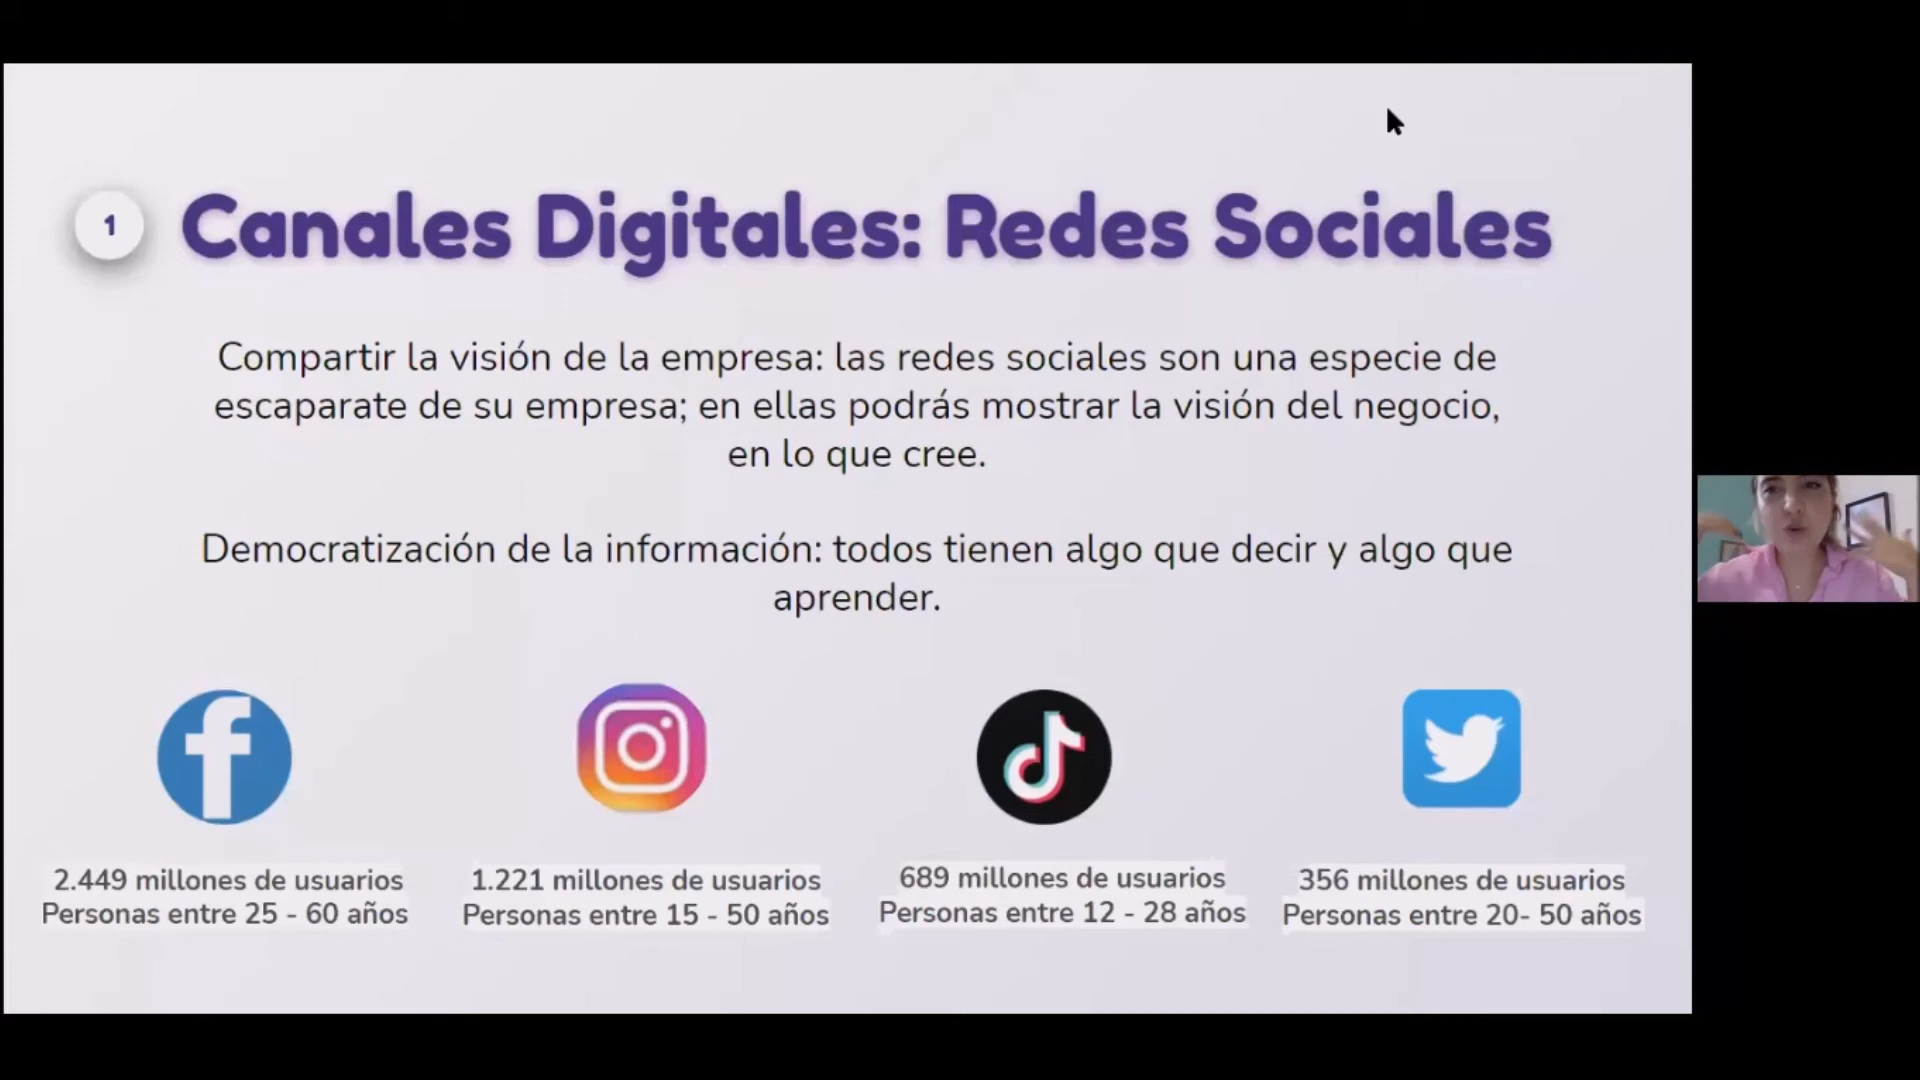 1
Canales Digitales: Redes Sociales
Compartir la visión de la empresa: las redes sociales son una especie de
escaparate de su empresa; en ellas podrás mostrar la visión del negocio,
en lo que cree.
Democratización de la información: todos tienen algo que decir y algo que
aprender.
2.449 millones de usuarios
Personas entre 25 - 60 años
1.221 millones de usuarios
Personas entre 15 - 50 años
689 millones de usuarios
Personas entre 12 - 28 años
356 millones de usuarios
Personas entre 20- 50 años